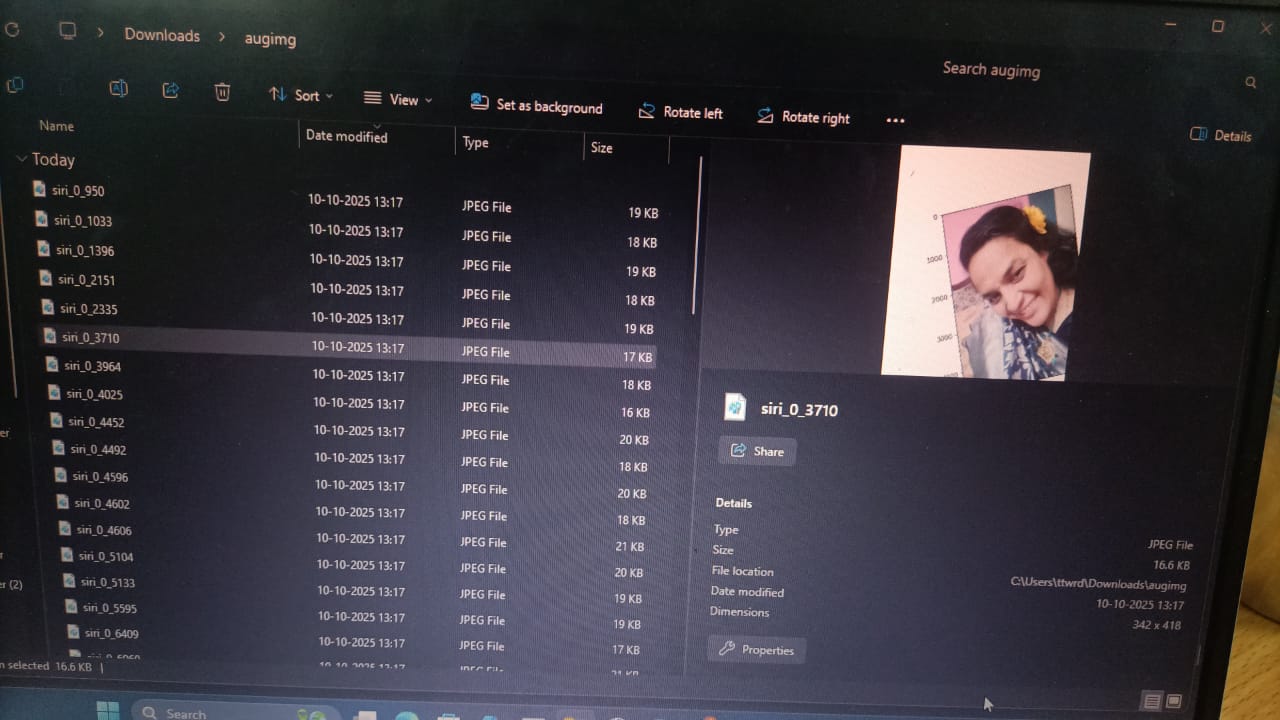 Downloads > augimg
Search augimg
Sort View Set as background Rotate left Rotate right ...
Details
Name Date modified Type Size
Today
siri_0_950 10-10-2025 13:17 JPEG File 19 KB
siri_0_1033 10-10-2025 13:17 JPEG File 18 KB
siri_0_1396 10-10-2025 13:17 JPEG File 19 KB
siri_0_2151 10-10-2025 13:17 JPEG File 18 KB
siri_0_2335 10-10-2025 13:17 JPEG File 19 KB
siri_0_3710 10-10-2025 13:17 JPEG File 17 KB
siri_0_3964 10-10-2025 13:17 JPEG File 18 KB
siri_0_4025 10-10-2025 13:17 JPEG File 16 KB
siri_0_4452 10-10-2025 13:17 JPEG File 20 KB
siri_0_4492 10-10-2025 13:17 JPEG File 18 KB
siri_0_4596 10-10-2025 13:17 JPEG File 20 KB
siri_0_4602 10-10-2025 13:17 JPEG File 18 KB
siri_0_4606 10-10-2025 13:17 JPEG File 21 KB
siri_0_5104 10-10-2025 13:17 JPEG File 20 KB
siri_0_5133 10-10-2025 13:17 JPEG File 19 KB
siri_0_5595 10-10-2025 13:17 JPEG File 19 KB
siri_0_6409 10-10-2025 13:17 JPEG File 17 KB
selected 16.6 KB
0
1000
2000
3000
siri_0_3710
Share
Details
Type JPEG File
Size 16.6 KB
File location C:\Users\ttwrd\Downloads\augimg
Date modified 10-10-2025 13:17
Dimensions 342 x 418
Properties
Search